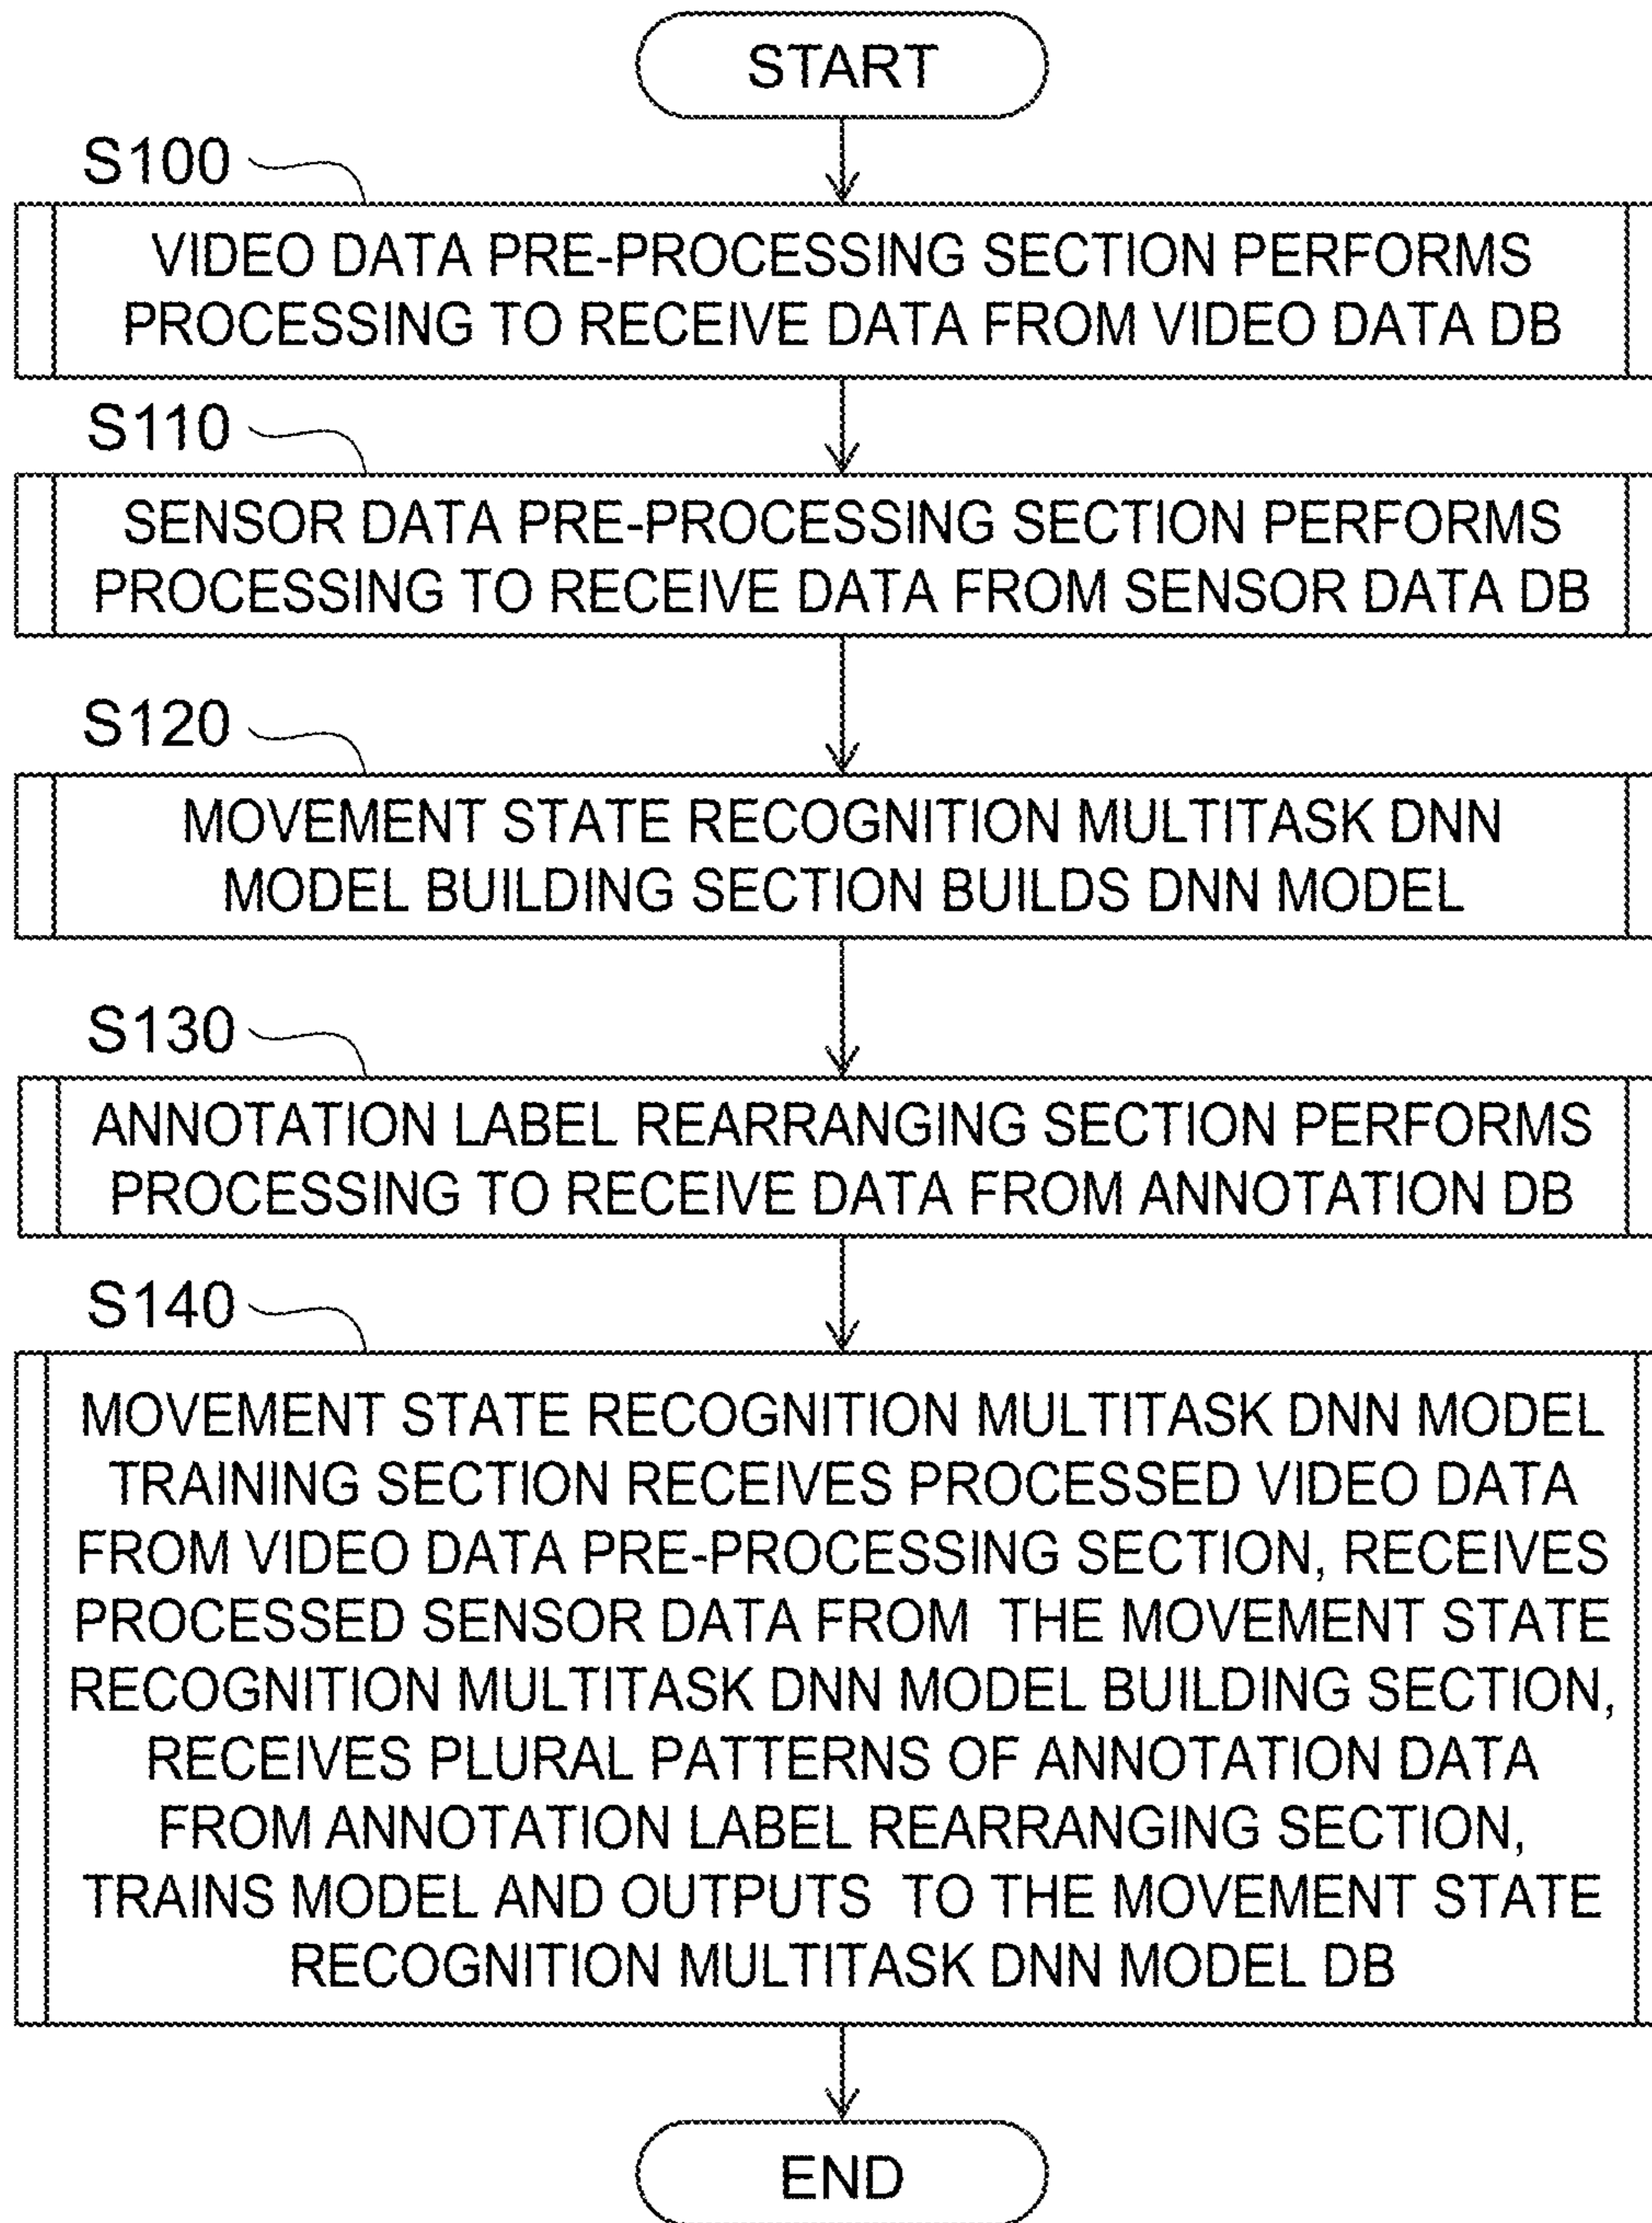 START
S100
VIDEO DATA PRE-PROCESSING SECTION PERFORMS
PROCESSING TO RECEIVE DATA FROM VIDEO DATA DB
S110
SENSOR DATA PRE-PROCESSING SECTION PERFORMS
PROCESSING TO RECEIVE DATA FROM SENSOR DATA DB
S120
MOVEMENT STATE RECOGNITION MULTITASK DNN
MODEL BUILDING SECTION BUILDS DNN MODEL
S130
ANNOTATION LABEL REARRANGING SECTION PERFORMS
PROCESSING TO RECEIVE DATA FROM ANNOTATION DB
S140
MOVEMENT STATE RECOGNITION MULTITASK DNN MODEL
TRAINING SECTION RECEIVES PROCESSED VIDEO DATA
FROM VIDEO DATA PRE-PROCESSING SECTION, RECEIVES
PROCESSED SENSOR DATA FROM THE MOVEMENT STATE
RECOGNITION MULTITASK DNN MODEL BUILDING SECTION,
RECEIVES PLURAL PATTERNS OF ANNOTATION DATA
FROM ANNOTATION LABEL REARRANGING SECTION,
TRAINS MODEL AND OUTPUTS TO THE MOVEMENT STATE
RECOGNITION MULTITASK DNN MODEL DB
END